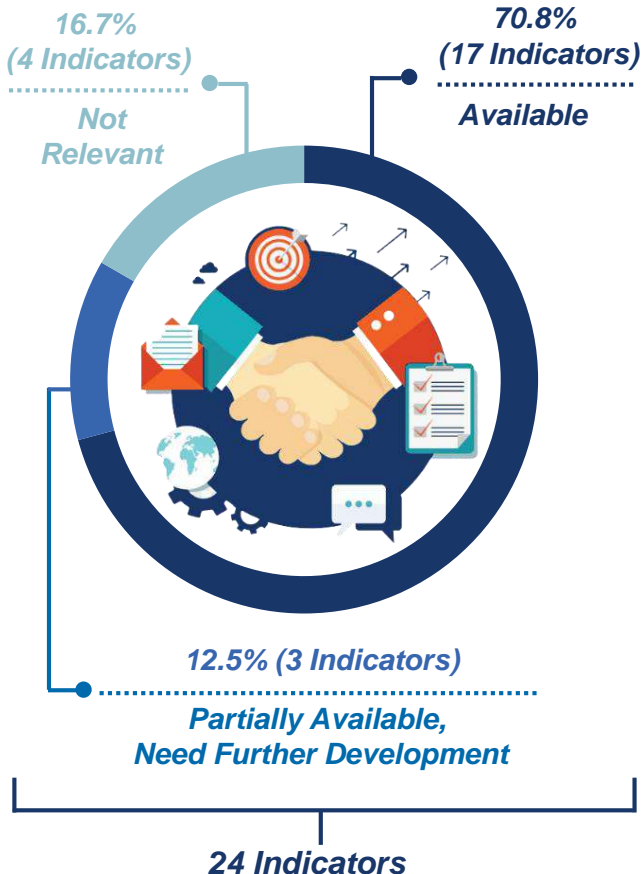 16.7%
(4 Indicators)
Not
Relevant
70.8%
(17 Indicators)
Available
12.5% (3 Indicators)
Partially Available,
Need Further Development
24 Indicators